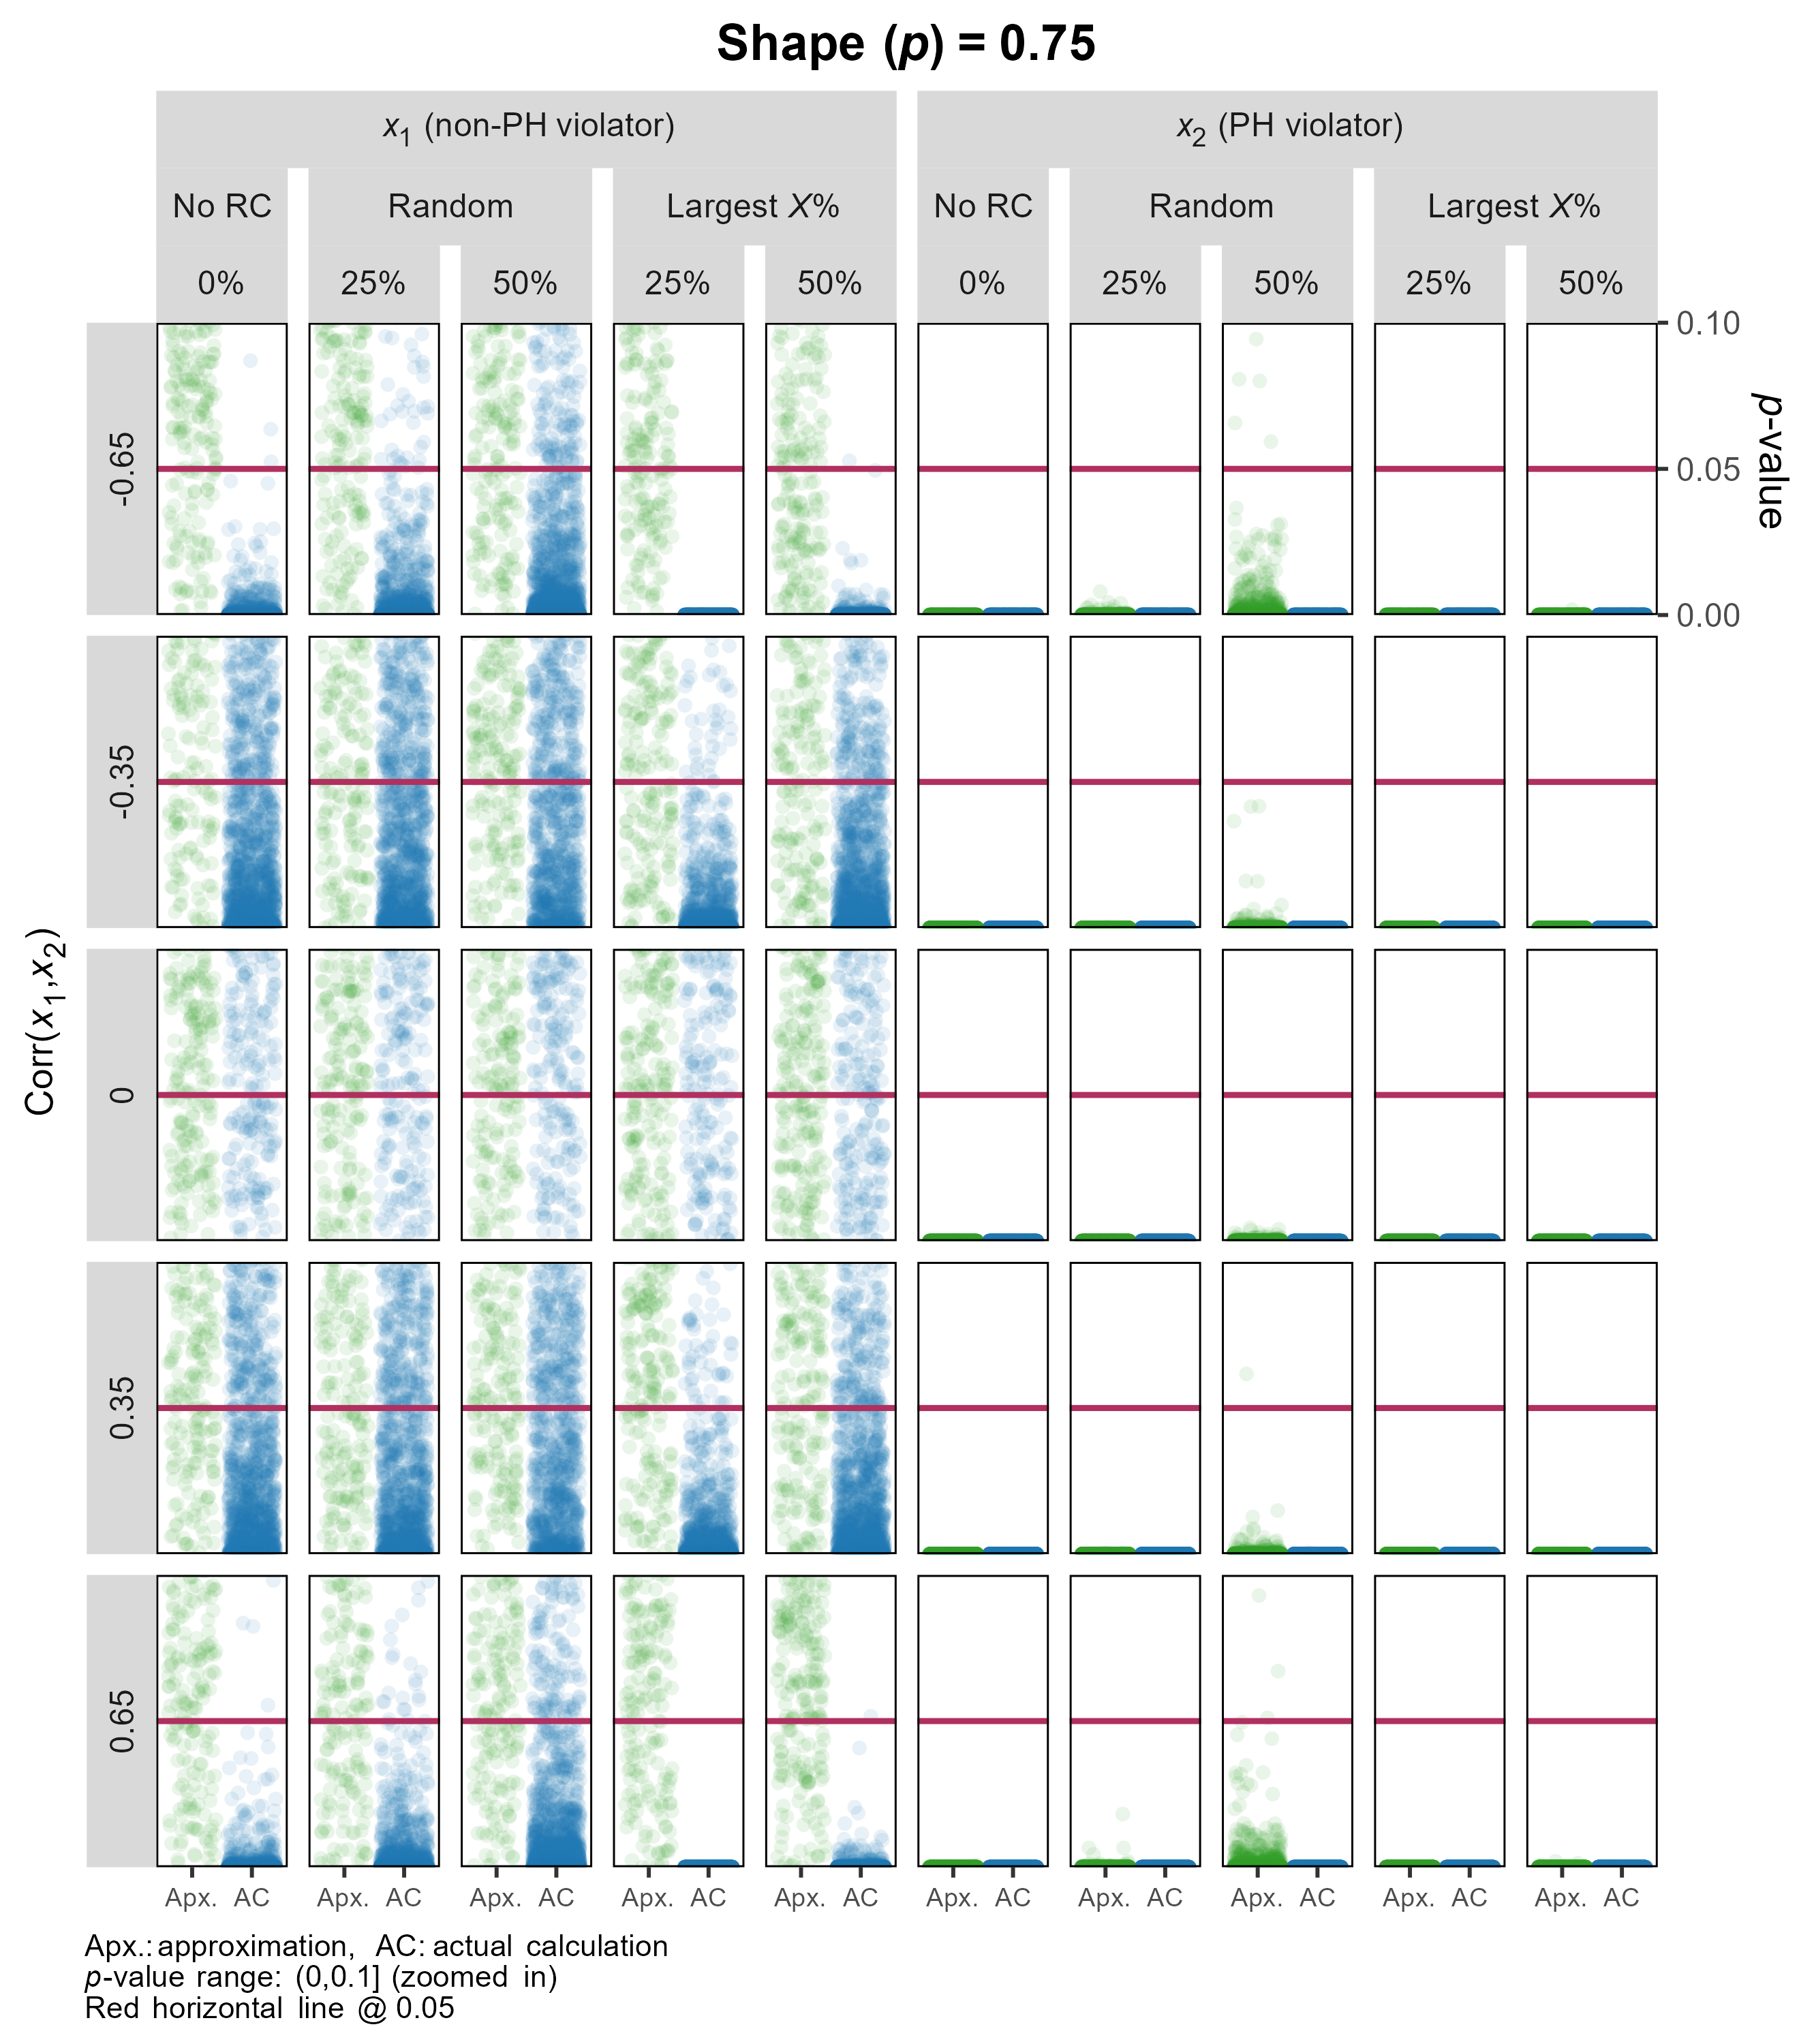 Shape (p) = 0.75
x1 (non-PH violator) x2 (PH violator)
No RC Random Largest X% No RC Random Largest X%
0% 25% 50% 25% 50% 0% 25% 50% 25% 50%
0.10
0.05
0.00
p-value
Corr(x1,x2)
-0.65
-0.35
0
0.35
0.65
Apx. AC Apx. AC Apx. AC Apx. AC Apx. AC Apx. AC Apx. AC Apx. AC Apx. AC Apx. AC
Apx.: approximation, AC: actual calculation
p-value range: (0,0.1] (zoomed in)
Red horizontal line @ 0.05